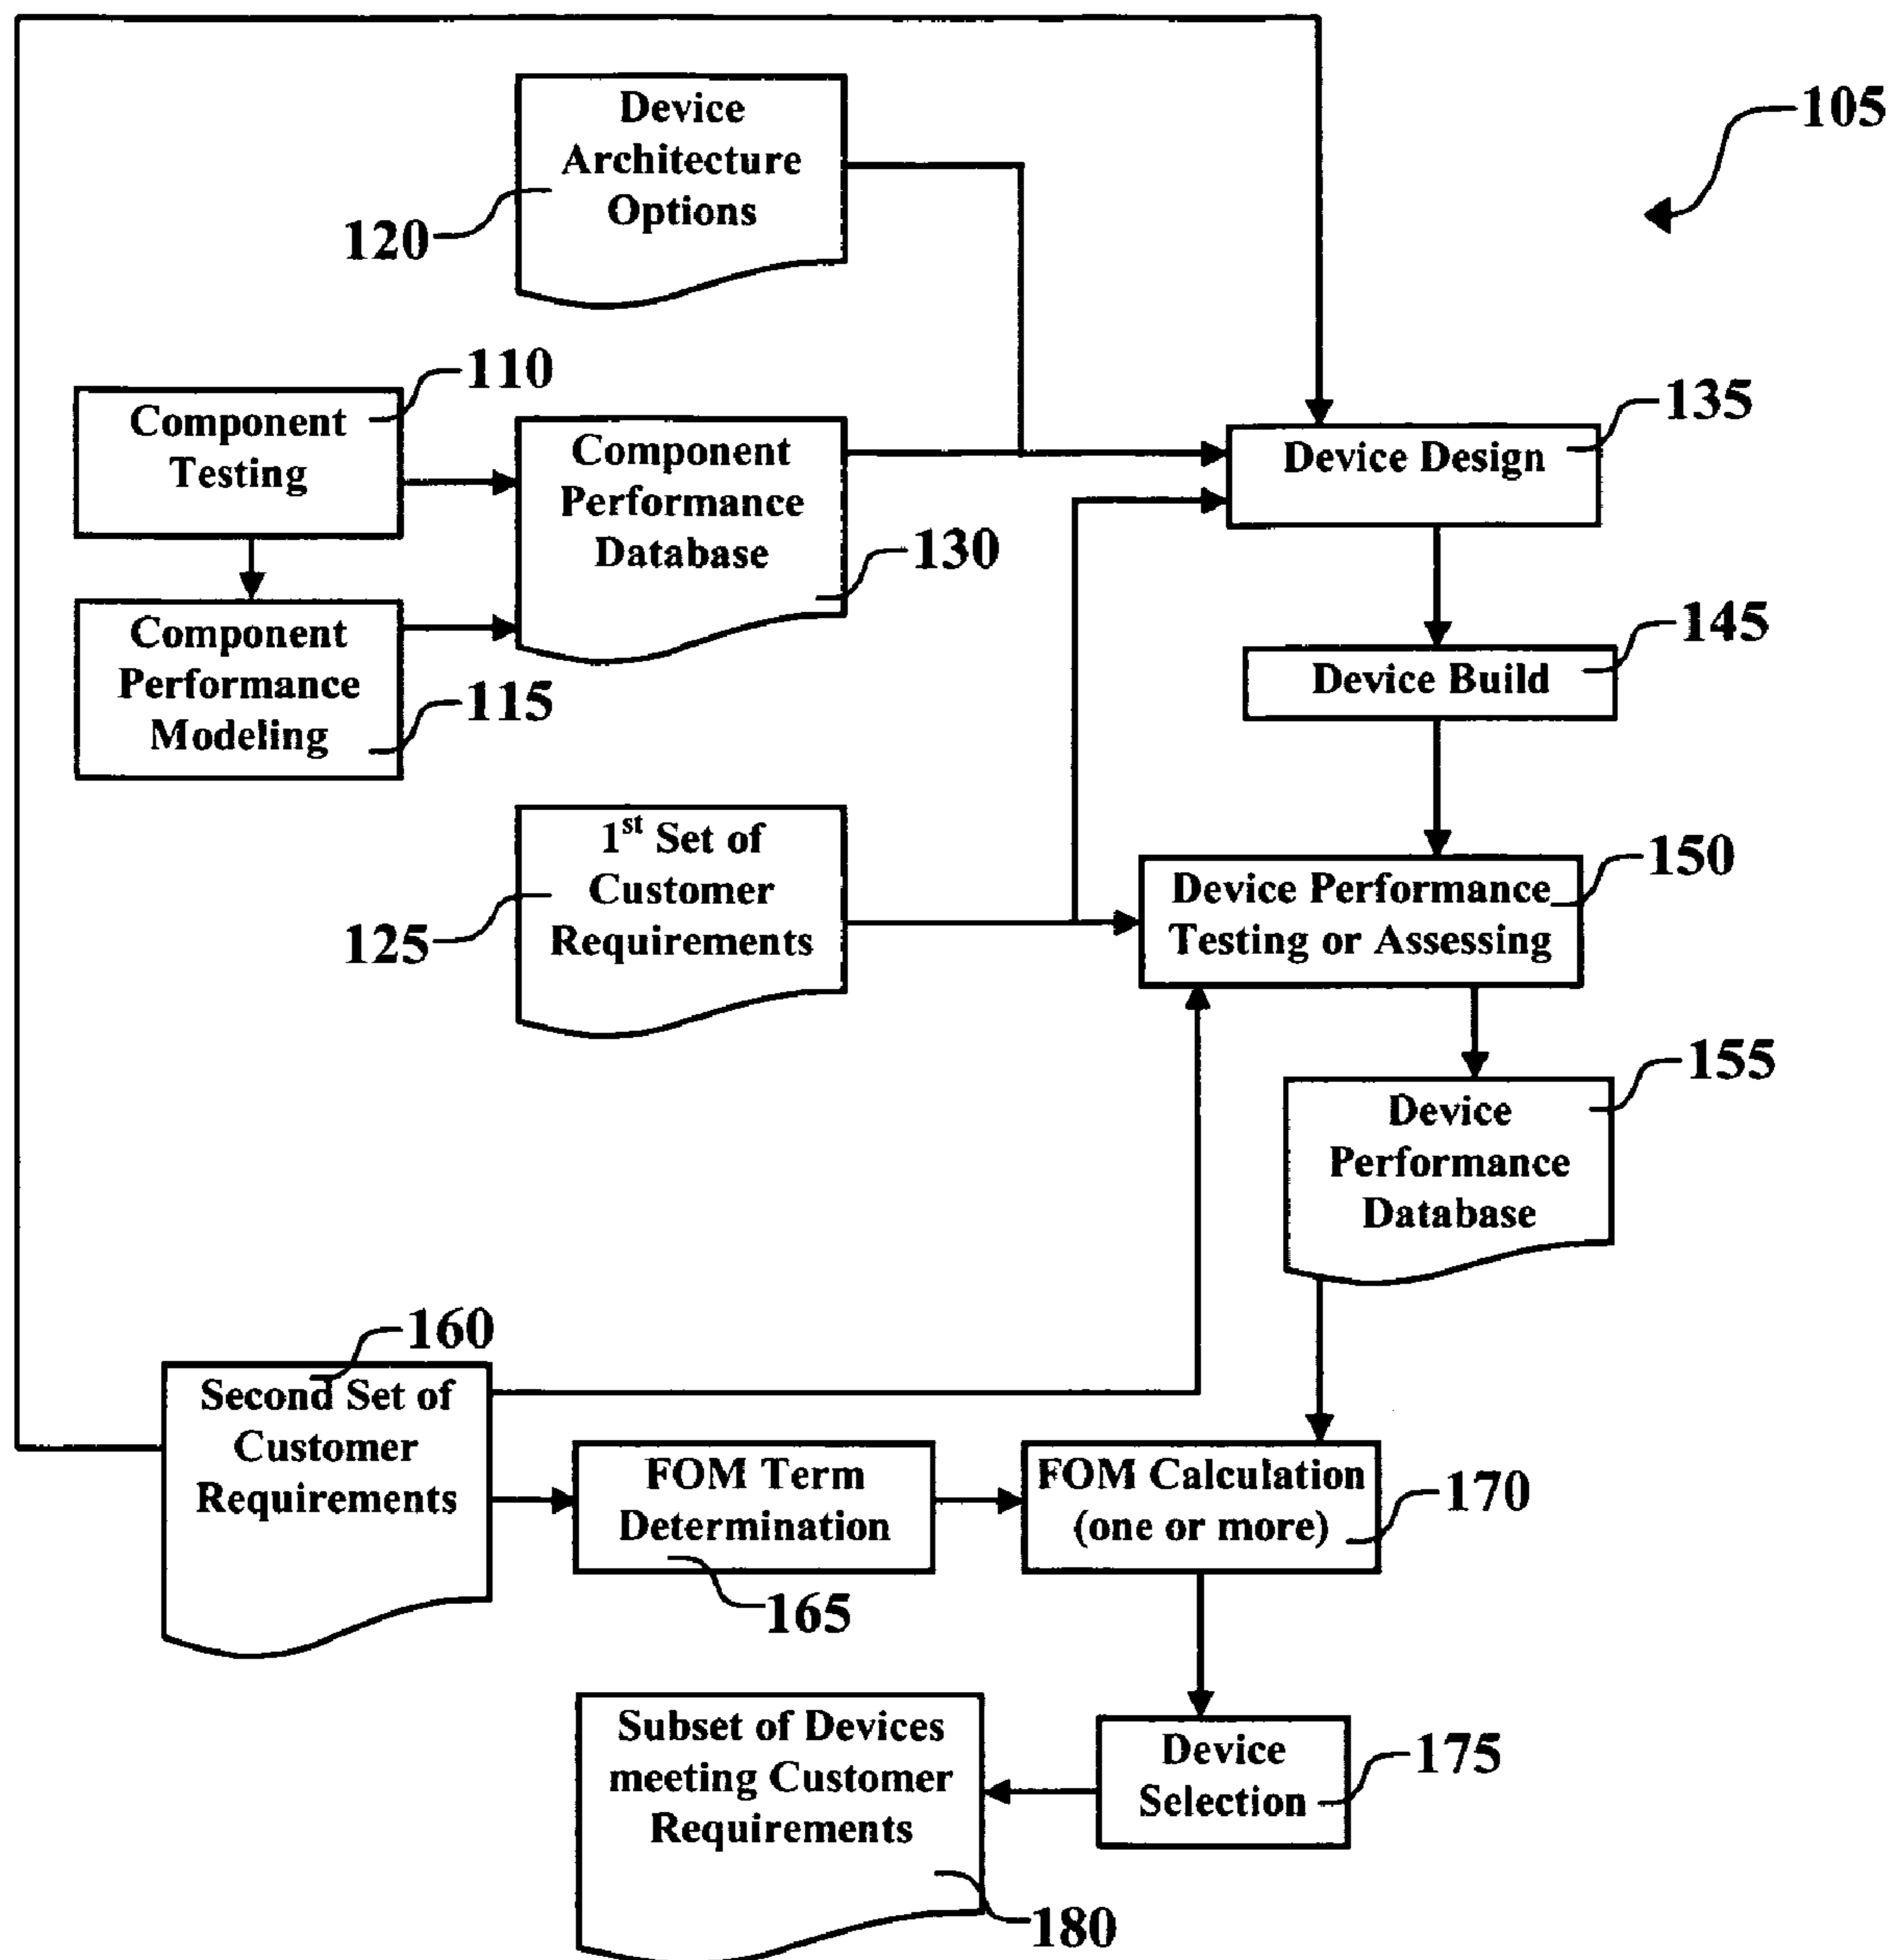 105
Device
Architecture
Options
120
110
Component
Testing
Component
Performance
Database
130
Device Design
135
Component
Performance
Modeling
115
Device Build
145
1st Set of
Customer
Requirements
125
Device Performance
Testing or Assessing
150
Device
Performance
Database
155
160
Second Set of
Customer
Requirements
FOM Term
Determination
165
FOM Calculation
(one or more)
170
Device
Selection
175
Subset of Devices
meeting Customer
Requirements
180